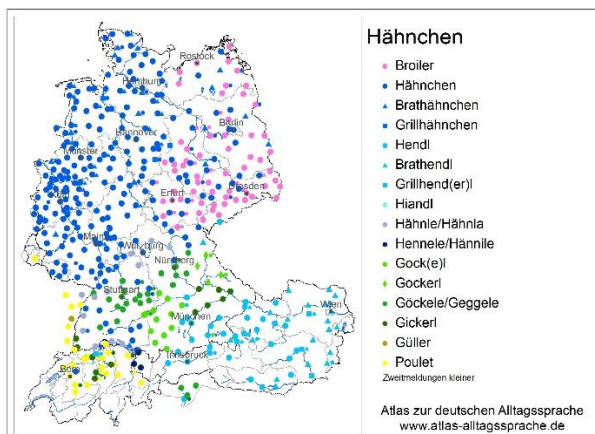 Hähnchen
Broiler
Hähnchen
Brathähnchen
Grillhähnchen
Hendl
Brathendl
Grillhend(er)l
Hiandl
Hähnle/Hähnla
Hennele/Hännile
Gock(e)l
Gockerl
Göckele/Geggele
Gickerl
Güller
Poulet
Zweitmeldungen kleiner
Atlas zur deutschen Alltagssprache
www.atlas-alltagssprache.de
Rostock
Hamburg
Berlin
Hannover
Münster
Köln
Erfurt
Dresden
Mainz
Würzburg
Nürnberg
Stuttgart
München
Wien
Innsbruck
Bern